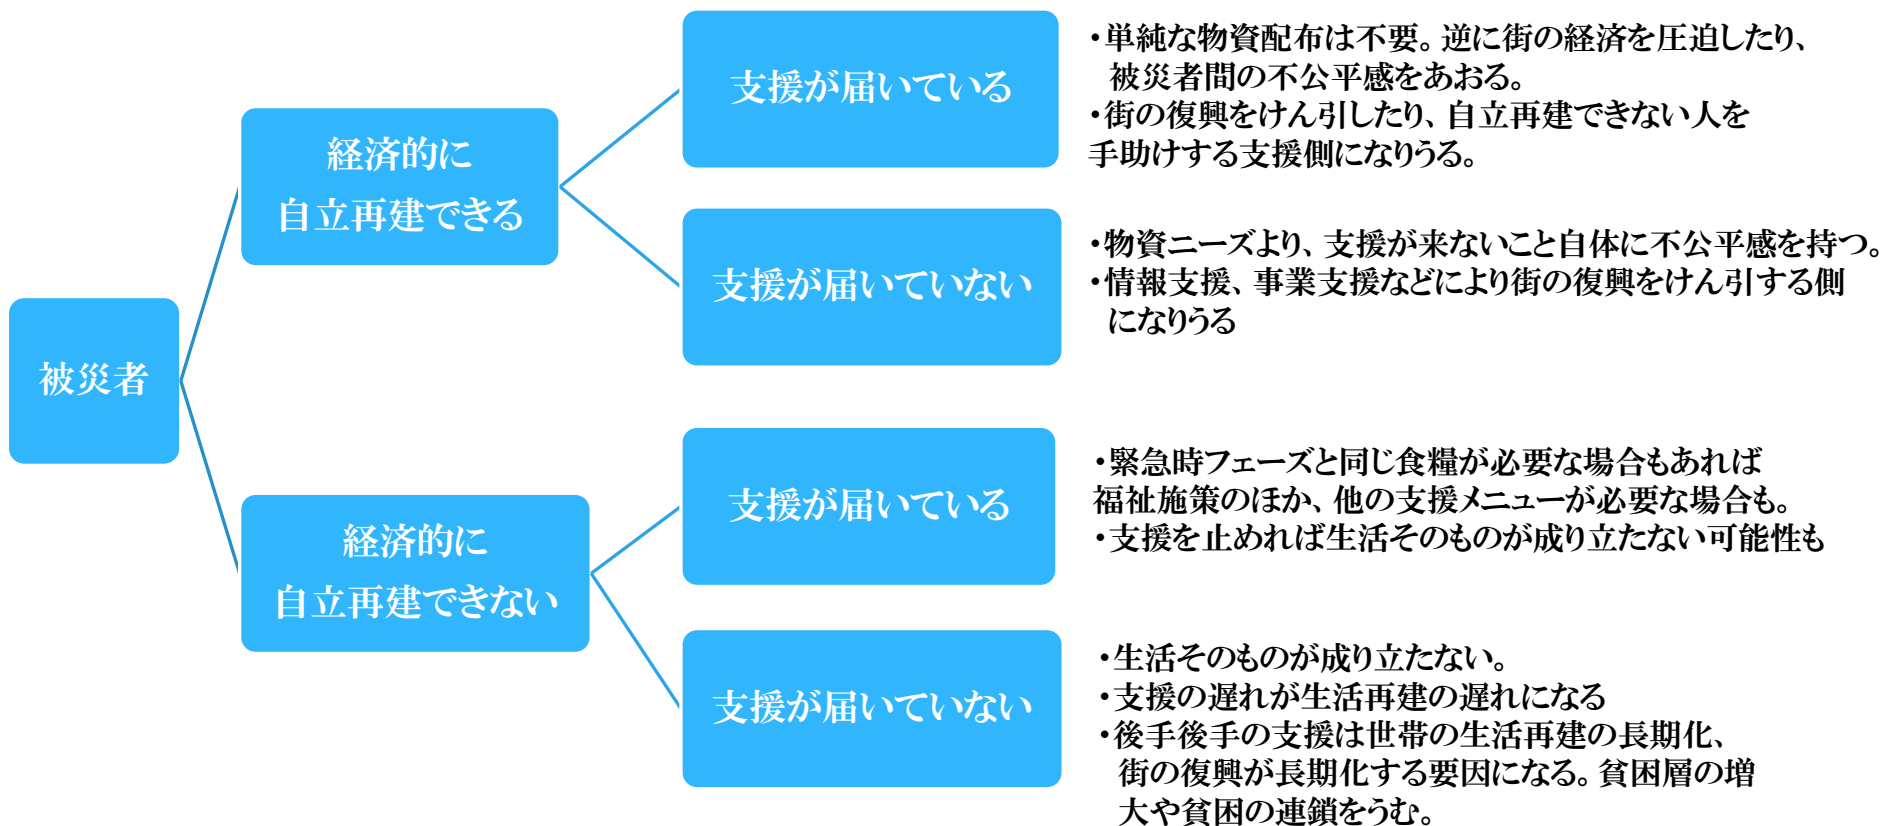 被災者
経済的に
自立再建できる
支援が届いている
・単純な物資配布は不要。逆に街の経済を圧迫したり、
被災者間の不公平感をあおる。
・街の復興をけん引したり、自立再建できない人を
手助けする支援側になりうる。
支援が届いていない
・物資ニーズより、支援が来ないこと自体に不公平感を持つ。
・情報支援、事業支援などにより街の復興をけん引する側
になりうる
経済的に
自立再建できない
支援が届いている
・緊急時フェーズと同じ食糧が必要な場合もあれば
福祉施策のほか、他の支援メニューが必要な場合も。
・支援を止めれば生活そのものが成り立たない可能性も
支援が届いていない
・生活そのものが成り立たない。
・支援の遅れが生活再建の遅れになる
・後手後手の支援は世帯の生活再建の長期化、
街の復興が長期化する要因になる。貧困層の増
大や貧困の連鎖をうむ。